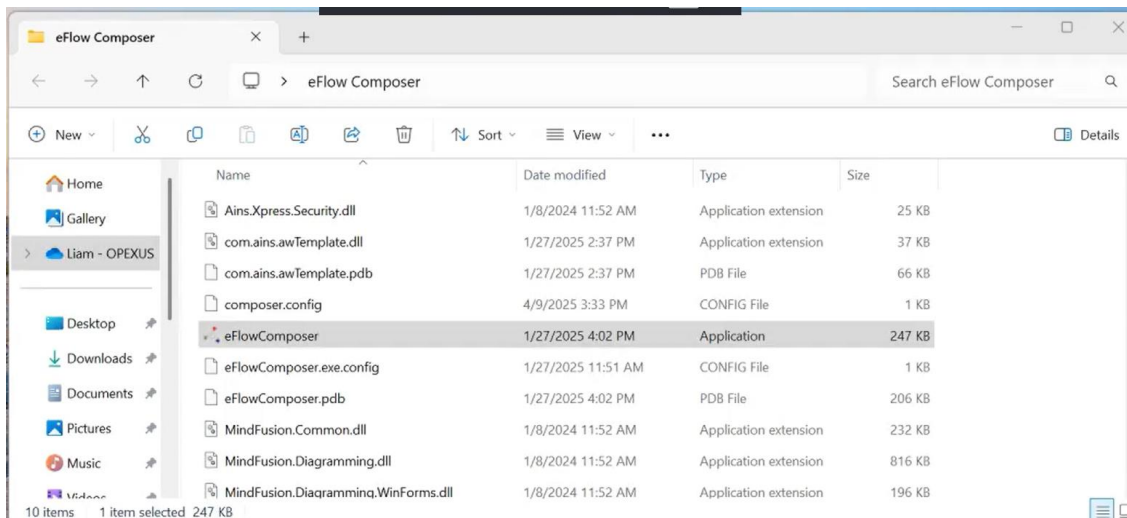 eFlow Composer
eFlow Composer
Search eFlow Composer
New
Sort
View
Details
Name Date modified Type Size
Home
Gallery
Liam - OPEXUS
Desktop
Downloads
Documents
Pictures
Music
Videos
Ains.Xpress.Security.dll 1/8/2024 11:52 AM Application extension 25 KB
com.ains.awTemplate.dll 1/27/2025 2:37 PM Application extension 37 KB
com.ains.awTemplate.pdb 1/27/2025 2:37 PM PDB File 66 KB
composer.config 4/9/2025 3:33 PM CONFIG File 1 KB
eFlowComposer 1/27/2025 4:02 PM Application 247 KB
eFlowComposer.exe.config 1/27/2025 11:51 AM CONFIG File 1 KB
eFlowComposer.pdb 1/27/2025 4:02 PM PDB File 206 KB
MindFusion.Common.dll 1/8/2024 11:52 AM Application extension 232 KB
MindFusion.Diagramming.dll 1/8/2024 11:52 AM Application extension 816 KB
MindFusion.Diagramming.WinForms.dll 1/8/2024 11:52 AM Application extension 196 KB
10 items 1 item selected 247 KB